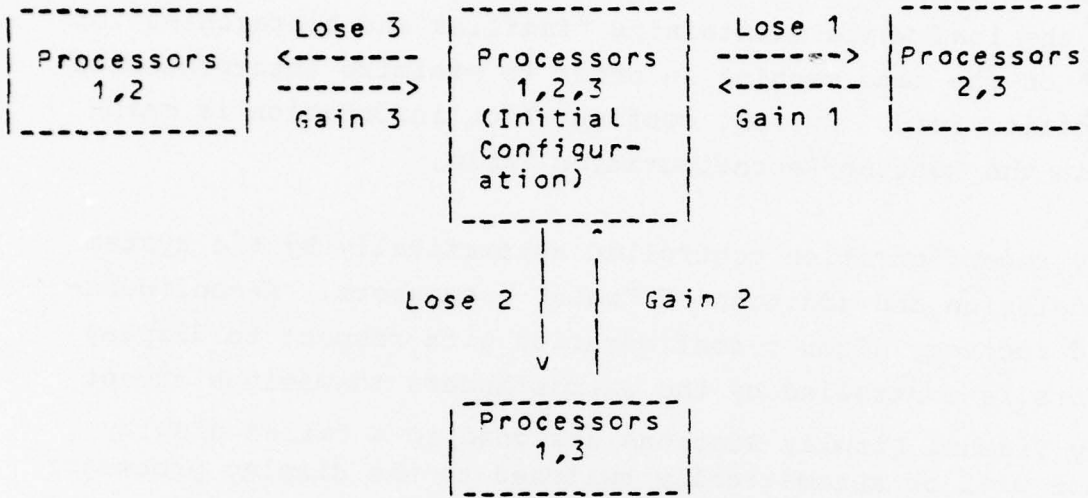 Lose 3
Lose 1
Processors
1,2
<----
---->
Processors
1,2,3
(Initial
Configur-
ation)
---->
<----
Processors
2,3
Gain 3
Gain 1
Lose 2
Gain 2
Processors
1,3